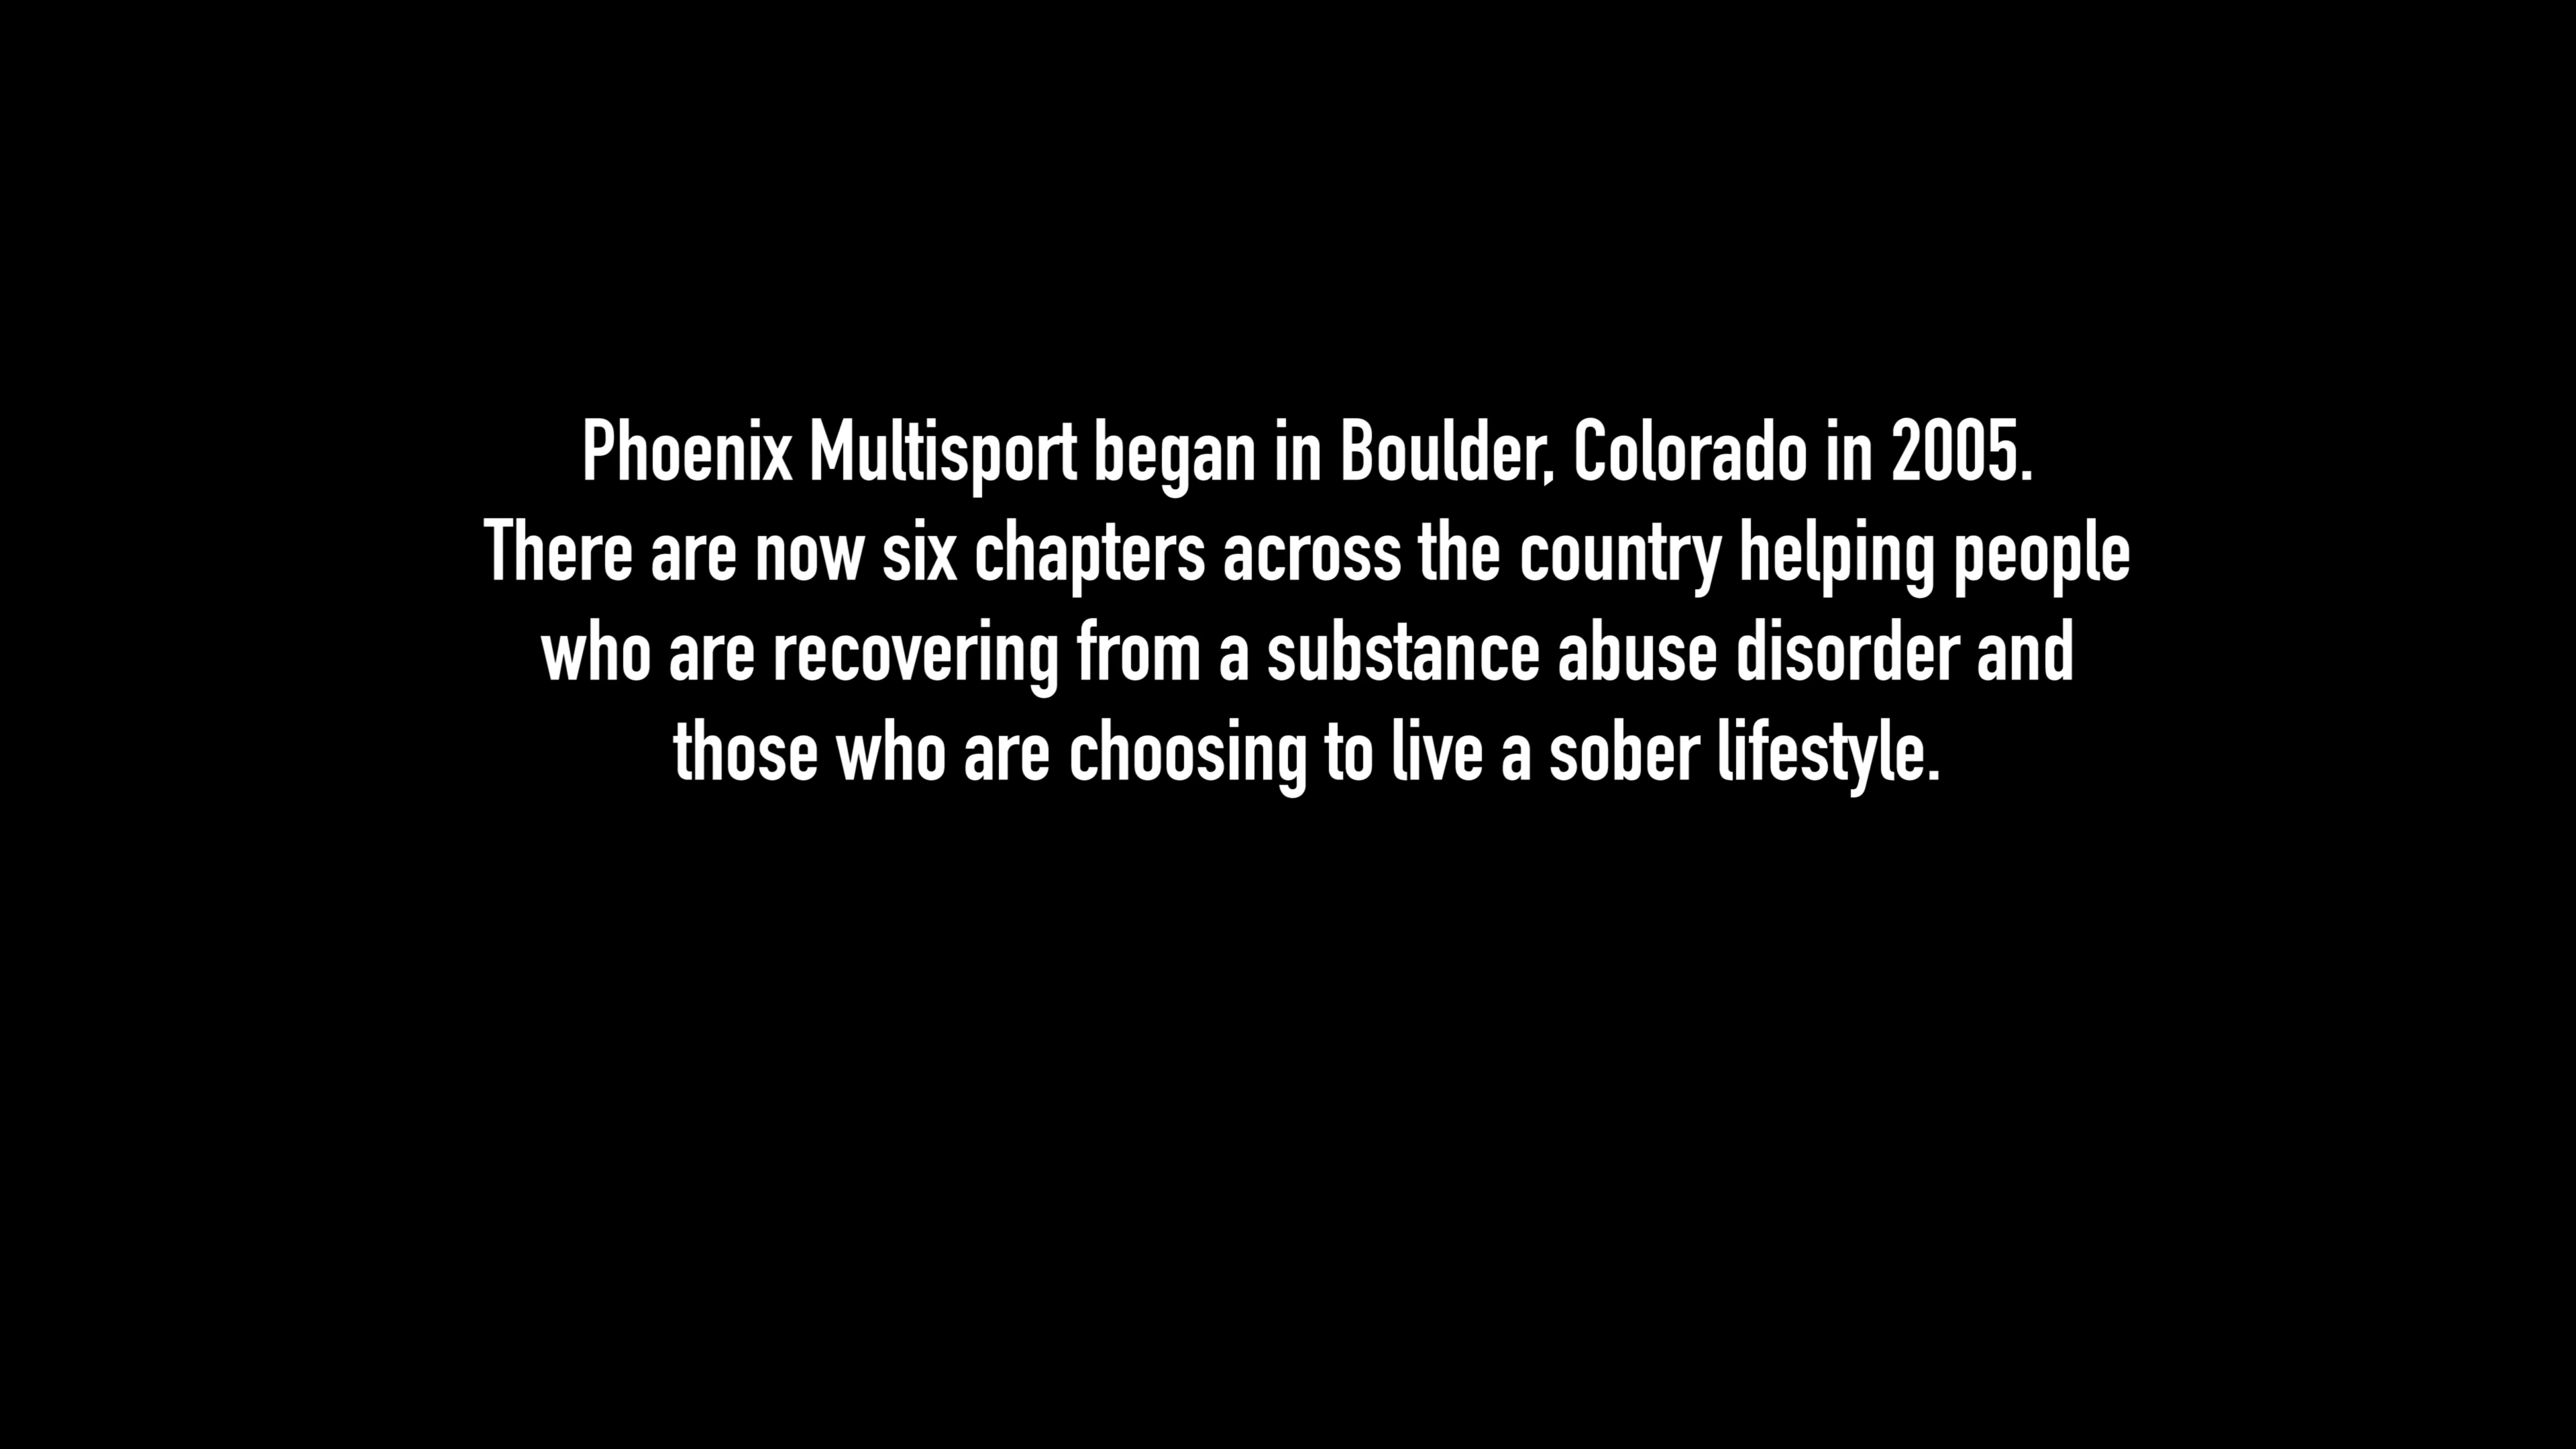 Phoenix Multisport began in Boulder, Colorado in 2005.
There are now six chapters across the country helping people
who are recovering from a substance abuse disorder and
those who are choosing to live a sober lifestyle.